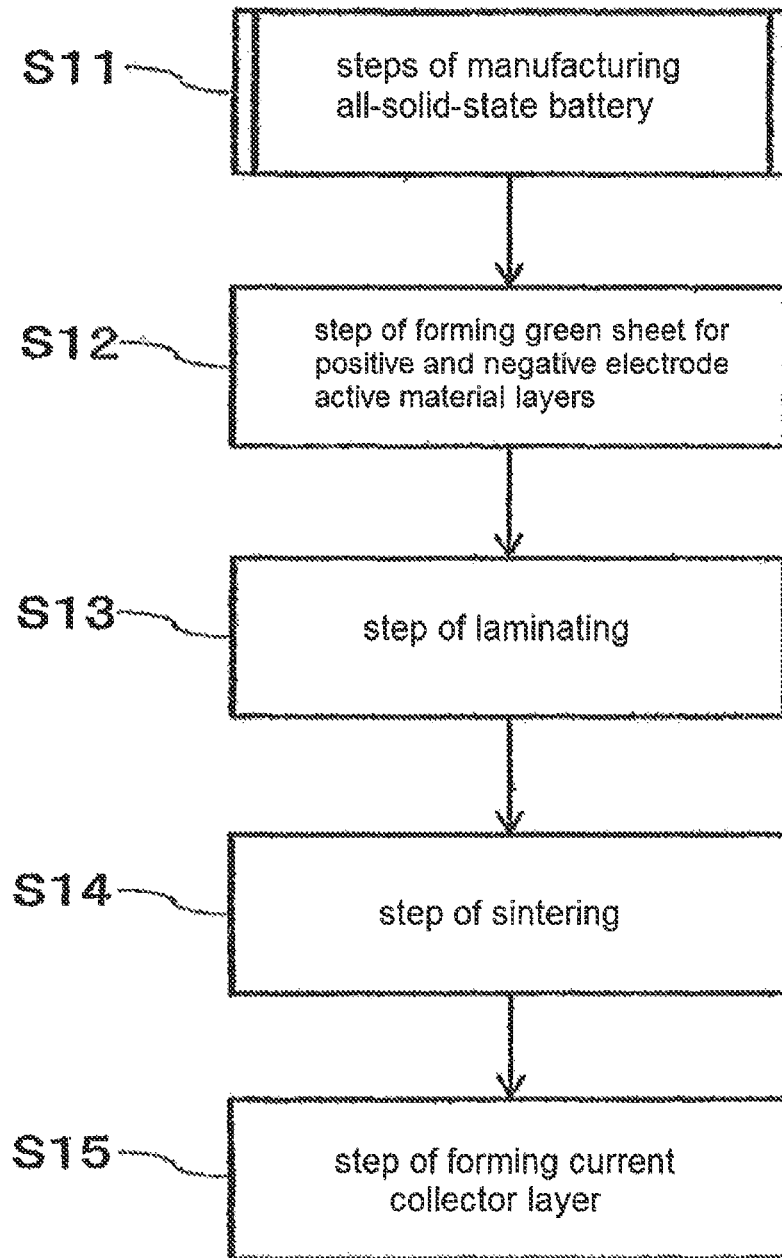 S11
steps of manufacturing
all-solid-state battery
S12
step of forming green sheet for
positive and negative electrode
active material layers
S13
step of laminating
S14
step of sintering
S15
step of forming current
collector layer